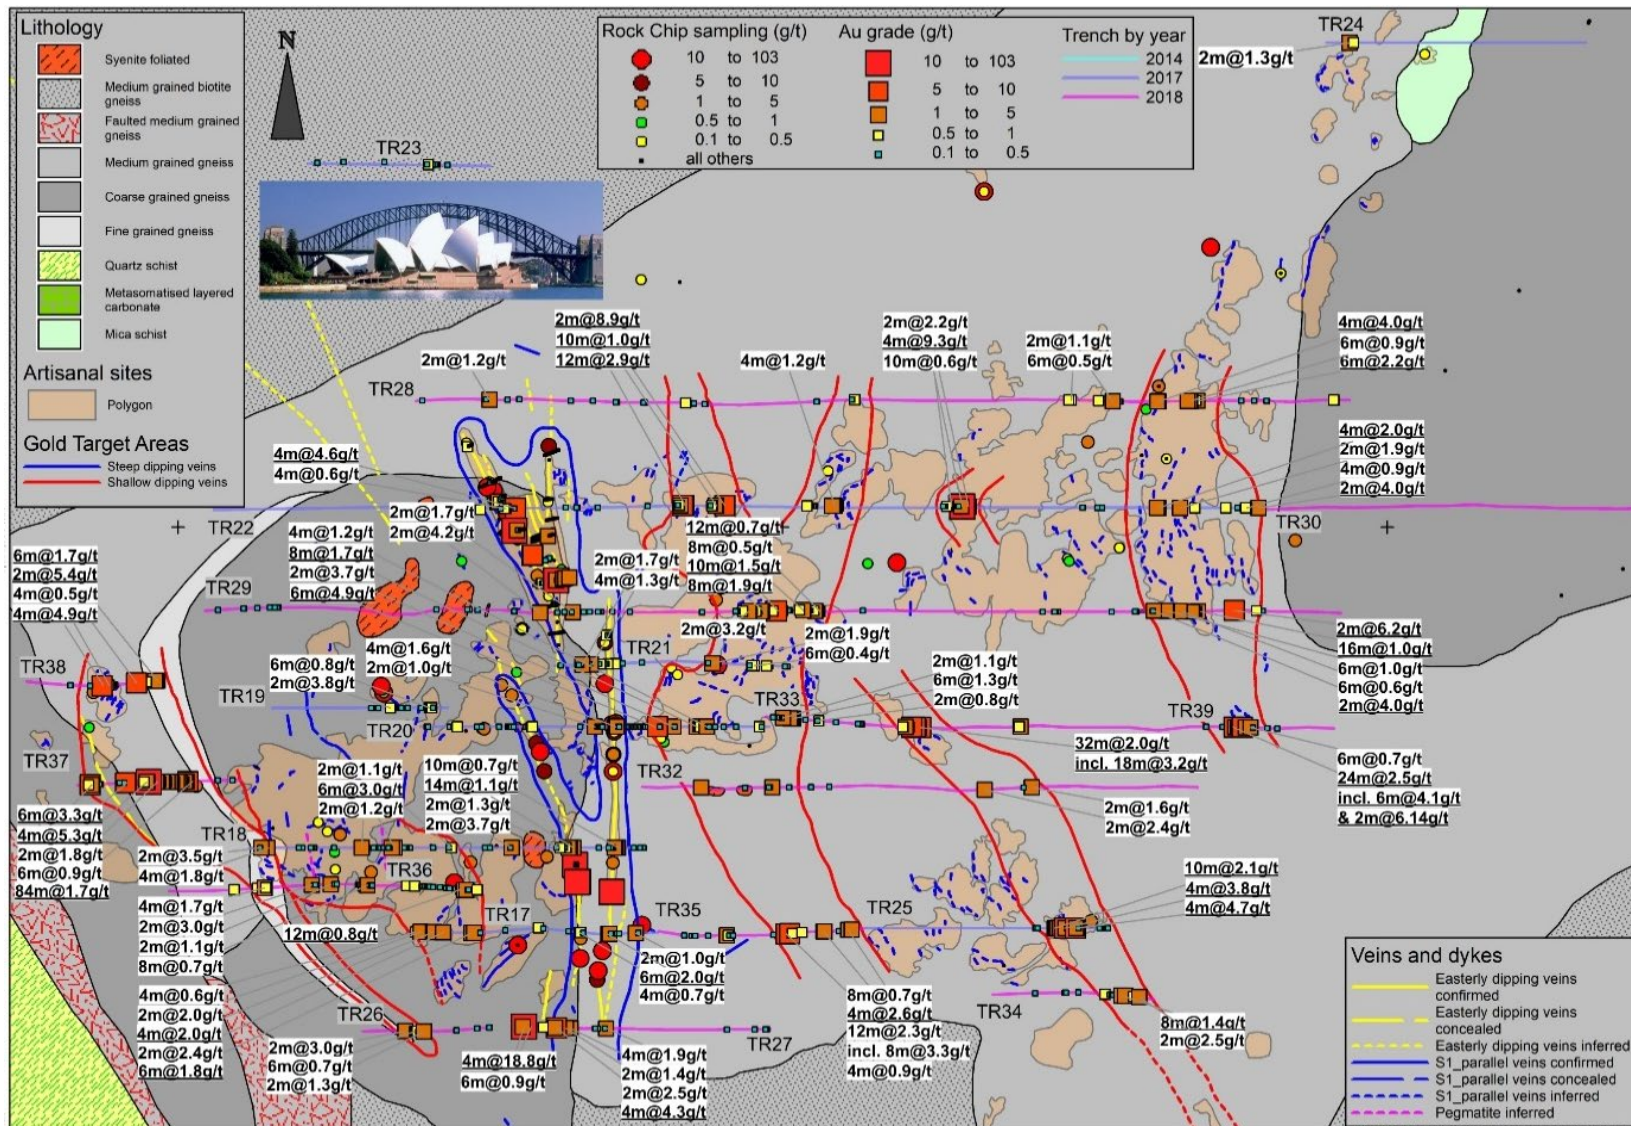 Lithology
Syenite foliated
Medium grained biotite
gneiss
Faulted medium grained
gneiss
Medium grained gneiss
Coarse grained gneiss
Fine grained gneiss
Quartz schist
Metasomatised layered
carbonate
Mica schist
Artisanal sites
Polygon
Gold Target Areas
Steep dipping veins
Shallow dipping veins
N
Rock Chip sampling (g/t)
10 to 103
5 to 10
1 to 5
0.5 to 1
0.1 to 0.5
all others
Au grade (g/t)
10 to 103
5 to 10
1 to 5
0.5 to 1
0.1 to 0.5
Trench by year
2014
2017
2018
TR24
2m@1.3g/t
TR23
2m@8.9g/t
10m@1.0g/t
12m@2.9g/t
2m@1.2g/t
TR28
4m@1.2g/t
2m@2.2g/t
4m@9.3g/t
10m@0.6g/t
2m@1.1g/t
6m@0.5g/t
4m@4.0g/t
6m@0.9g/t
6m@2.2g/t
4m@4.6g/t
4m@0.6g/t
4m@2.0g/t
2m@1.9g/t
4m@0.9g/t
2m@4.0g/t
2m@1.7g/t
2m@4.2g/t
TR22
TR30
4m@1.2g/t
8m@1.7g/t
2m@3.7g/t
6m@4.9g/t
12m@0.7g/t
8m@0.5g/t
10m@1.5g/t
8m@1.9g/t
2m@1.7g/t
4m@1.3g/t
6m@1.7g/t
2m@5.4g/t
4m@0.5g/t
4m@4.9g/t
TR29
2m@3.2g/t
2m@1.9g/t
6m@0.4g/t
2m@6.2g/t
16m@1.0g/t
6m@1.0g/t
6m@0.6g/t
2m@4.0g/t
4m@1.6g/t
2m@1.0g/t
TR21
6m@0.8g/t
2m@3.8g/t
TR38
2m@1.1g/t
6m@1.3g/t
2m@0.8g/t
TR19
TR20
TR33
TR39
32m@2.0g/t
incl. 18m@3.2g/t
TR37
TR32
6m@0.7g/t
24m@2.5g/t
incl. 6m@4.1g/t
& 2m@6.14g/t
2m@1.1g/t
6m@3.0g/t
2m@1.2g/t
10m@0.7g/t
14m@1.1g/t
2m@1.3g/t
2m@3.7g/t
2m@1.6g/t
2m@2.4g/t
6m@3.3g/t
4m@5.3g/t
2m@1.8g/t
6m@0.9g/t
84m@1.7g/t
TR18
2m@3.5g/t
4m@1.8g/t
TR36
10m@2.1g/t
4m@3.8g/t
4m@4.7g/t
4m@1.7g/t
2m@3.0g/t
2m@1.1g/t
8m@0.7g/t
12m@0.8g/t
TR17
TR35
TR25
2m@1.0g/t
6m@2.0g/t
4m@0.7g/t
4m@0.6g/t
2m@2.0g/t
4m@2.0g/t
2m@2.4g/t
6m@1.8g/t
TR26
2m@3.0g/t
6m@0.7g/t
2m@1.3g/t
4m@18.8g/t
6m@0.9g/t
TR27
4m@1.9g/t
2m@1.4g/t
2m@2.5g/t
4m@4.3g/t
8m@0.7g/t
4m@2.6g/t
12m@2.3g/t
incl. 8m@3.3g/t
4m@0.9g/t
TR34
8m@1.4g/t
2m@2.5g/t
Veins and dykes
Easterly dipping veins
confirmed
Easterly dipping veins
concealed
Easterly dipping veins inferred
S1_parallel veins confirmed
S1_parallel veins concealed
S1_parallel veins inferred
Pegmatite inferred